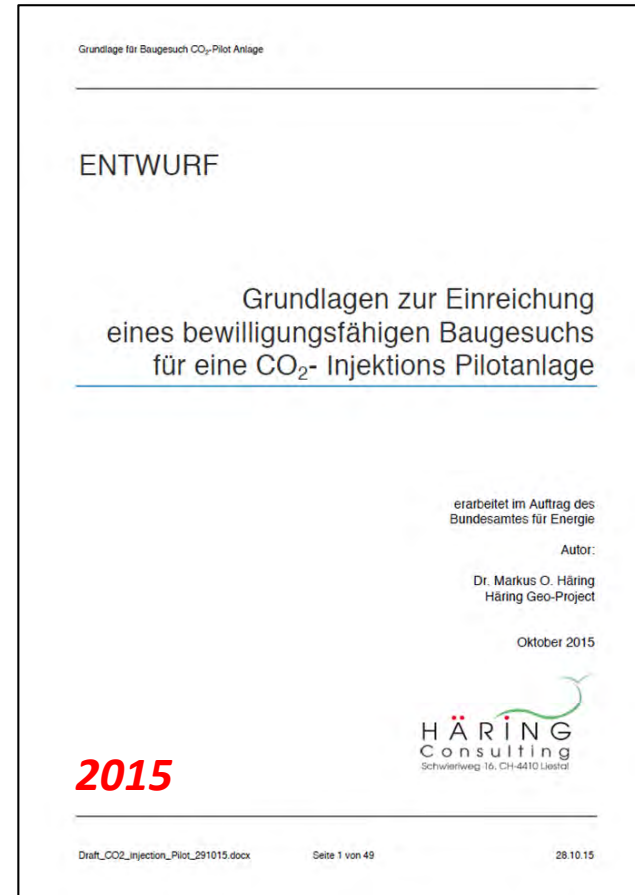 Grundlage für Baugesuch CO₂-Pilot Anlage
ENTWURF
Grundlagen zur Einreichung
eines bewilligungsfähigen Baugesuchs
für eine CO₂- Injektions Pilotanlage
erarbeitet im Auftrag des
Bundesamtes für Energie
Autor:
Dr. Markus O. Häring
Häring Geo-Project
Oktober 2015
HÄRING
Consulting
Schwieriweg 16, CH-4410 Liestal
2015
Draft_CO2_injection_Pilot_291015.docx Seite 1 von 49 28.10.15